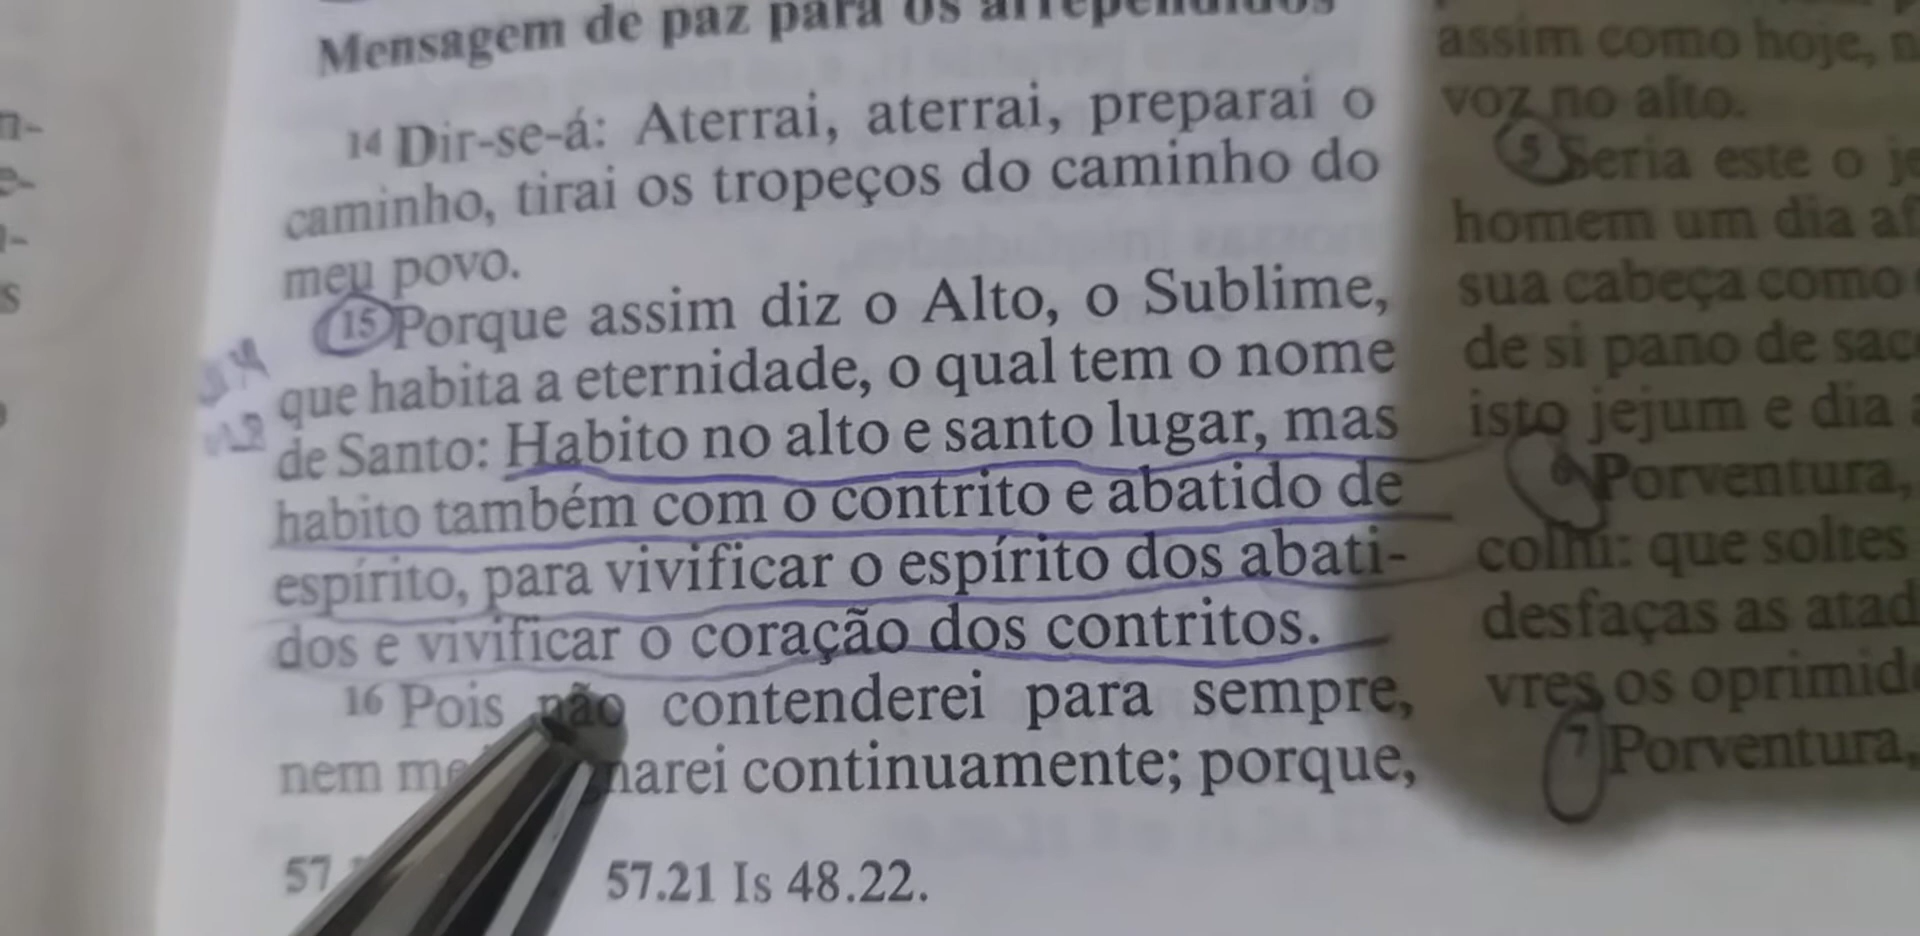 Mensagem de paz para os arrependidos
14 Dir-se-á: Aterrai, aterrai, preparai o
caminho, tirai os tropeços do caminho do
meu povo.
15 Porque assim diz o Alto, o Sublime,
que habita a eternidade, o qual tem o nome
de Santo: Habito no alto e santo lugar, mas
habito também com o contrito e abatido de
espírito, para vivificar o espírito dos abati-
dos e vivificar o coração dos contritos.
16 Pois não contenderei para sempre,
nem continuamente; porque,
57.21 Is 48.22.
assim como hoje,
voz no alto.
5 Seria este o
homem um dia
sua cabeça como
de si pano de
isto jejum e dia
6 Porventura,
que soltes
desfaças as
vres os
7 Porventura,